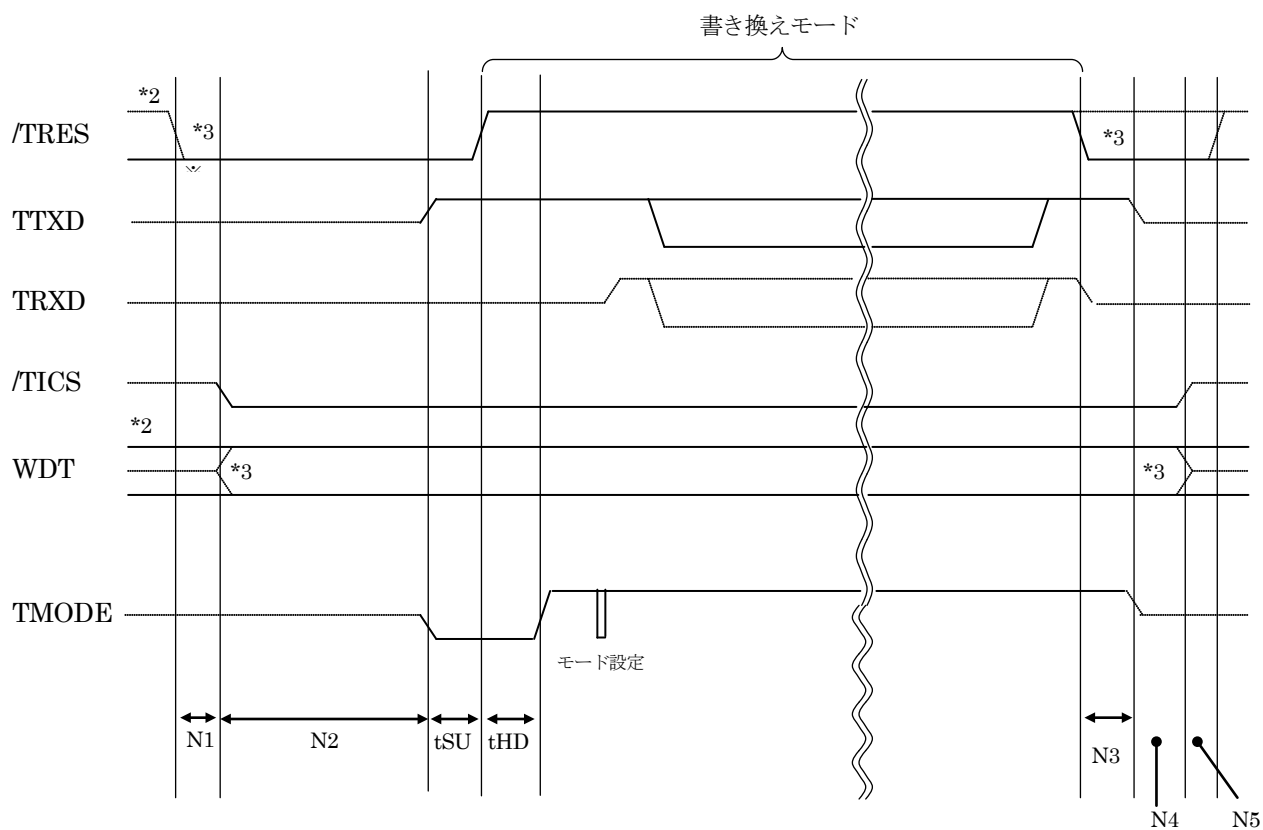 書き換えモード
*2
/TRES
*3
*3
※
TTXD
TRXD
/TICS
*2
WDT
*3
*3
TMODE
モード設定
N1
N2
tSU
tHD
N3
N4
N5